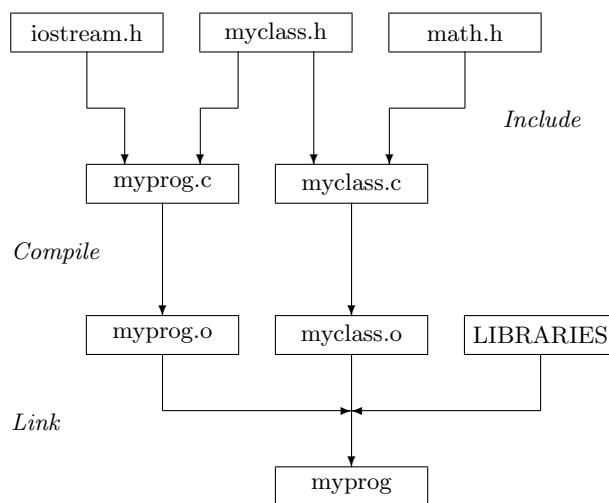 iostream.h
myclass.h
math.h
Include
myprog.c
myclass.c
Compile
myprog.o
myclass.o
LIBRARIES
Link
myprog